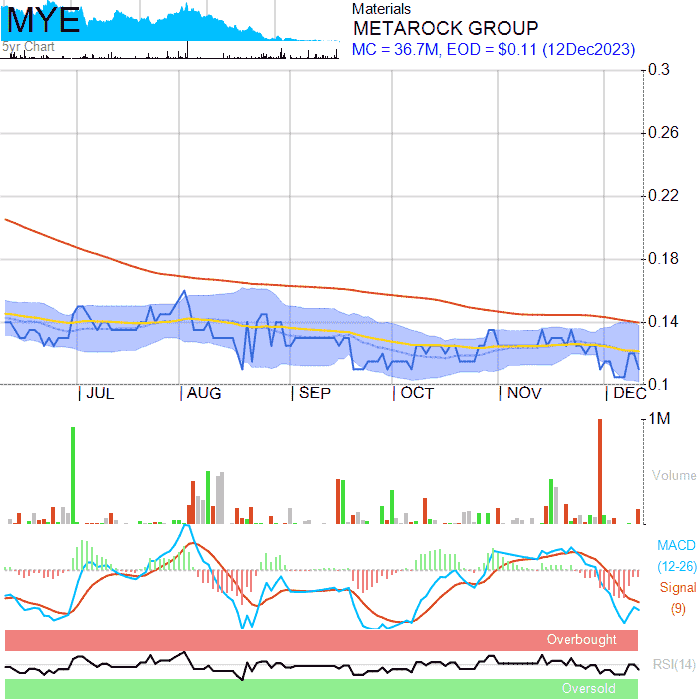 MYE
5yr Chart
Materials
METAROCK GROUP
MC = 36.7M, EOD = $0.11 (12Dec2023)
0.3
0.26
0.22
0.18
0.14
0.1
JUL AUG SEP OCT NOV DEC
1M
Volume
MACD
(12-26)
Signal
(9)
Overbought
RSI(14)
Oversold